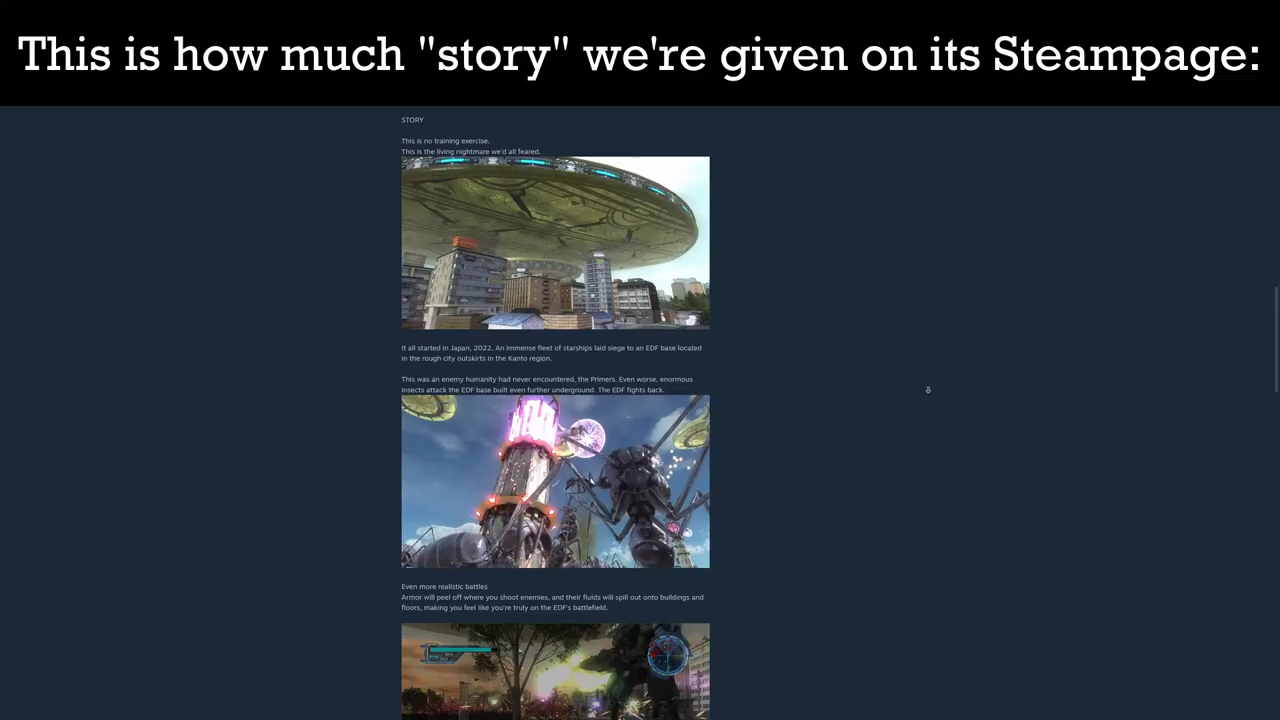 This is how much "story" we're given on its Steampage:
STORY
This is no training exercise.
This is the living nightmare we'd all feared.
It all started in Japan, 2022. An immense fleet of starships laid siege to an EDF base located
in the rough city outskirts in the Kanto region.
This was an enemy humanity had never encountered, the Primers. Even worse, enormous
insects attack the EDF base built even further underground. The EDF fights back.
Even more realistic battles
Armor will peel off where you shoot enemies, and their fluids will spill out onto buildings and
floors, making you feel like you're truly on the EDF's battlefield.